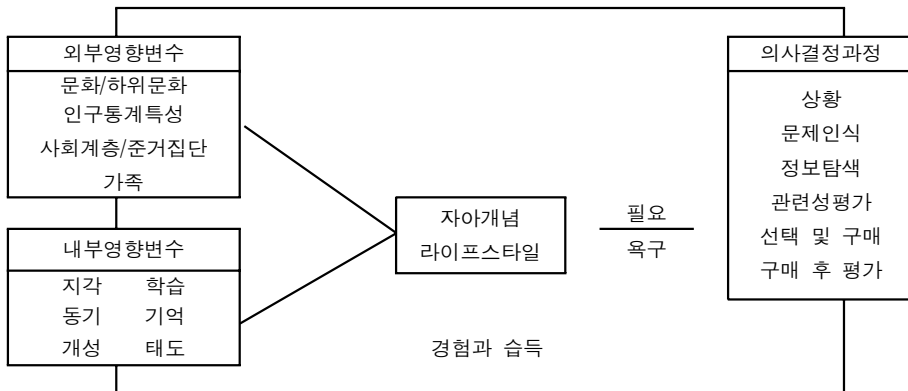 외부영향변수
문화/하위문화
인구통계특성
사회계층/준거집단
가족
내부영향변수
지각 학습
동기 기억
개성 태도
자아개념
라이프스타일
필요
욕구
경험과 습득
의사결정과정
상황
문제인식
정보탐색
관련성평가
선택 및 구매
구매 후 평가